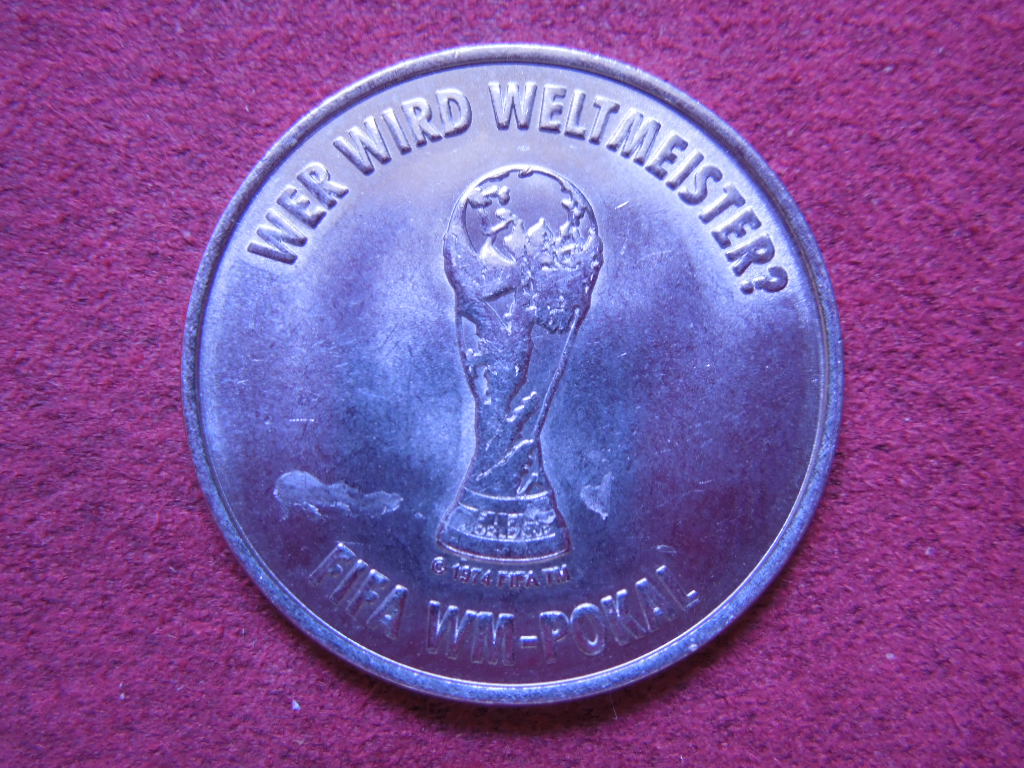 WER WIRD WELTMEISTER?
© 1974 FIFA TM
FIFA WM-POKAL